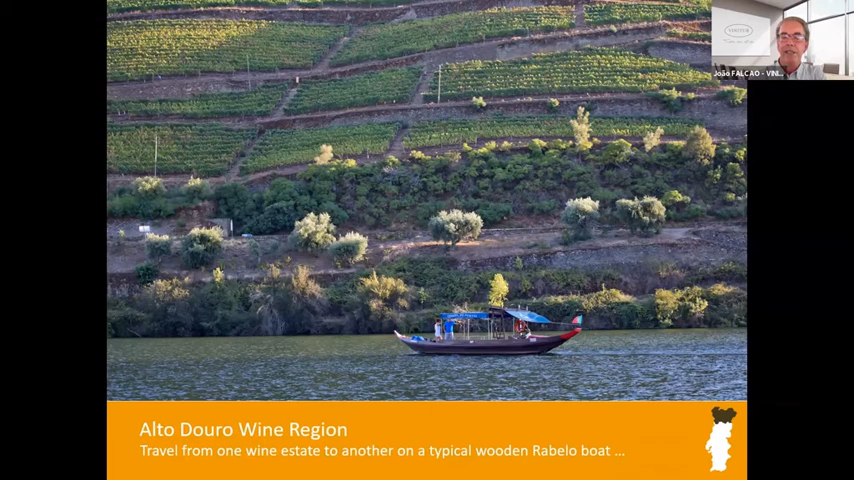 VINITUR
João FALCAO - VINI...
Alto Douro Wine Region
Travel from one wine estate to another on a typical wooden Rabelo boat ...